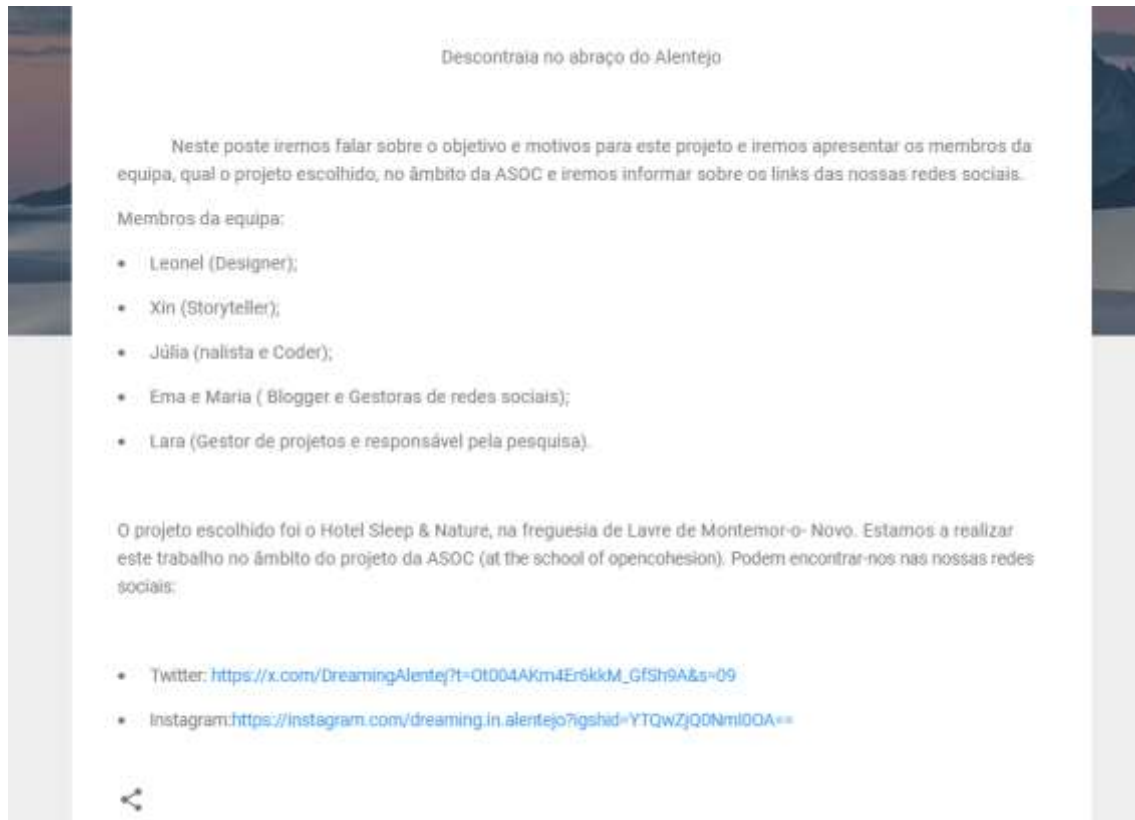 Descontraia no abraço do Alentejo
Neste poste iremos falar sobre o objetivo e motivos para este projeto e iremos apresentar os membros da
equipa, qual o projeto escolhido, no âmbito da ASOC e iremos informar sobre os links das nossas redes sociais.
Membros da equipa:
• Leonel (Designer);
• Xin (Storyteller);
• Júlia (nalista e Coder);
• Ema e Maria ( Blogger e Gestoras de redes sociais);
• Lara (Gestor de projetos e responsável pela pesquisa).
O projeto escolhido foi o Hotel Sleep & Nature, na freguesia de Lavre de Montemor-o- Novo. Estamos a realizar
este trabalho no âmbito do projeto da ASOC (at the school of opencohesion). Podem encontrar-nos nas nossas redes
sociais:
• Twitter: https://x.com/DreamingAlentej?t=Ot004AKm4Er6kkM_GfSh9A&s=09
• Instagram:https://instagram.com/dreaming.in.alentejo?igshid=YTQwZjQ0NmI0OA==